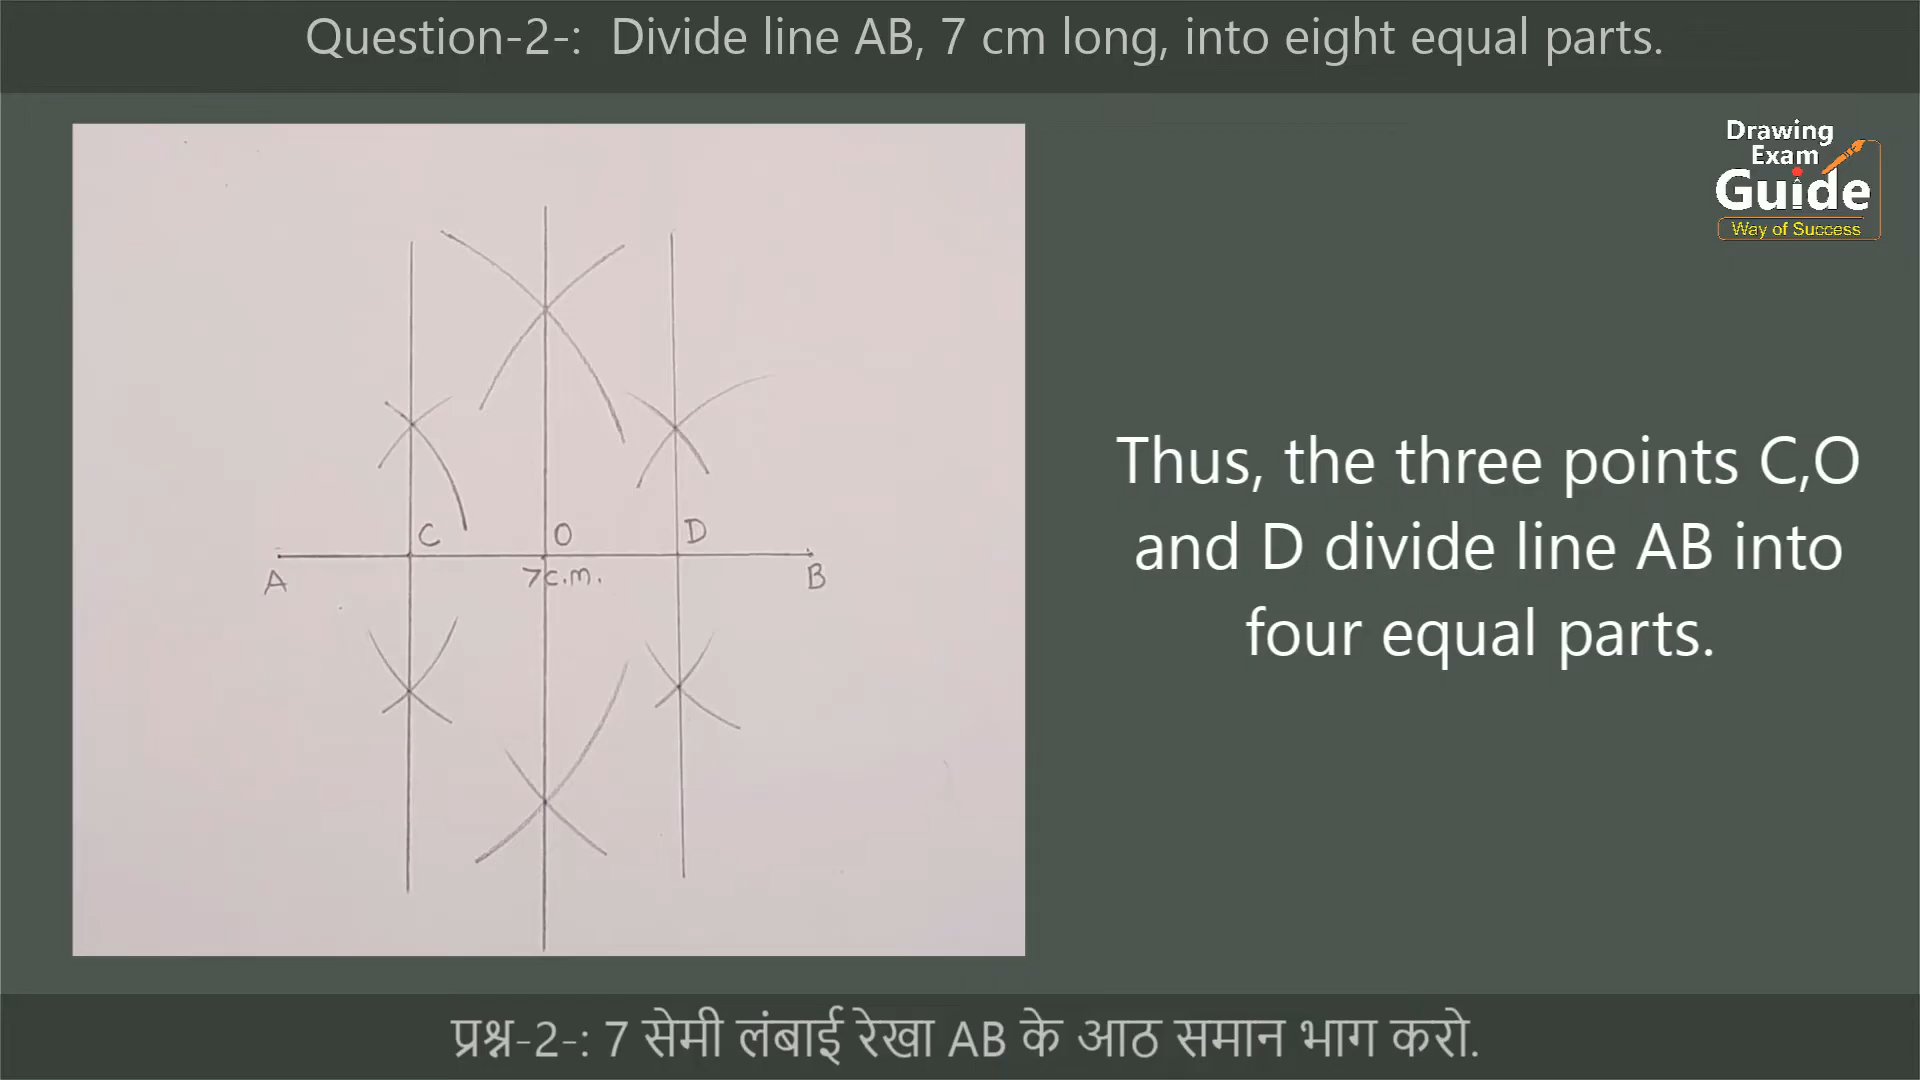 Question-2-: Divide line AB, 7 cm long, into eight equal parts.
Drawing
Exam
Guide
Way of Success
C O D
A 7c.m. B
Thus, the three points C,O
and D divide line AB into
four equal parts.
प्रश्न-2-: 7 सेमी लंबाई रेखा AB के आठ समान भाग करो.